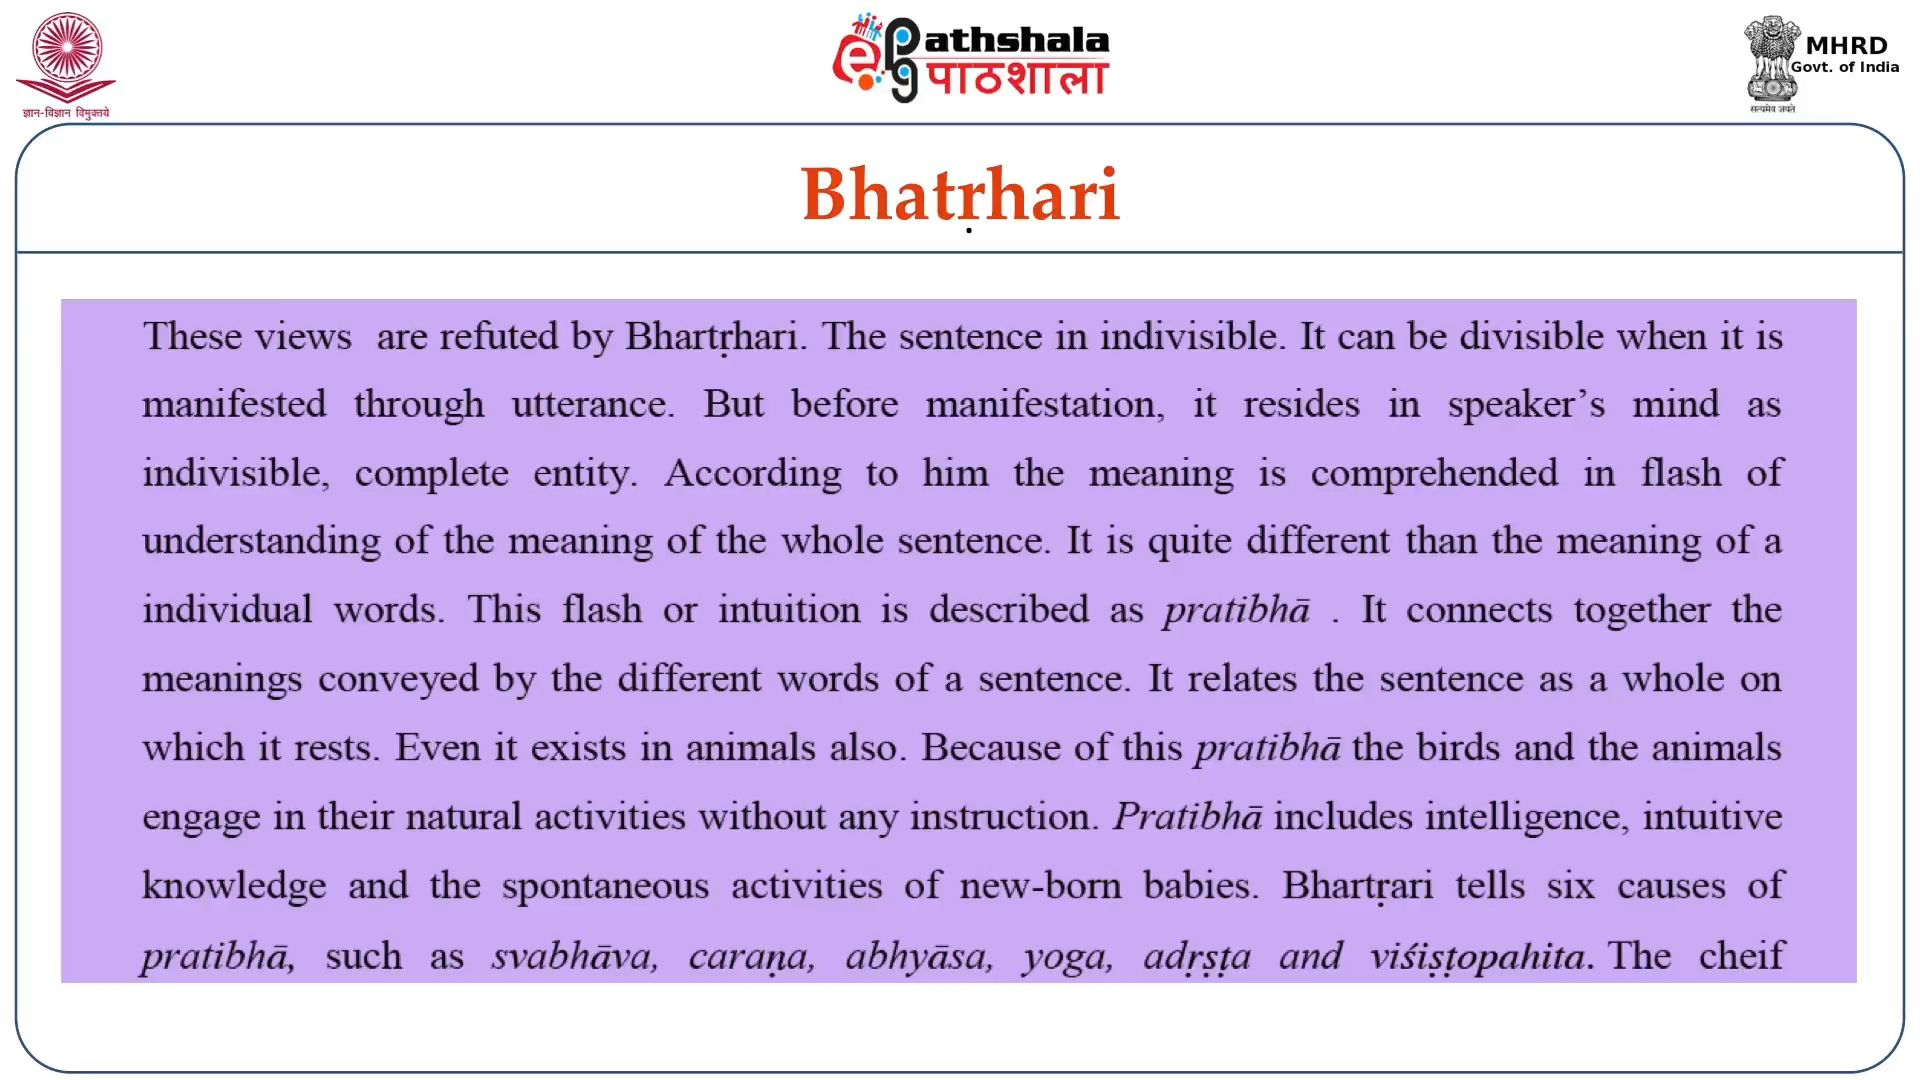 ज्ञान-विज्ञान विमुक्तये
e pg Pathshala
पाठशाला
MHRD
Govt. of India
सत्यमेव जयते
Bhatṛhari
.
These views are refuted by Bhartṛhari. The sentence in indivisible. It can be divisible when it is
manifested through utterance. But before manifestation, it resides in speaker’s mind as
indivisible, complete entity. According to him the meaning is comprehended in flash of
understanding of the meaning of the whole sentence. It is quite different than the meaning of a
individual words. This flash or intuition is described as pratibhā . It connects together the
meanings conveyed by the different words of a sentence. It relates the sentence as a whole on
which it rests. Even it exists in animals also. Because of this pratibhā the birds and the animals
engage in their natural activities without any instruction. Pratibhā includes intelligence, intuitive
knowledge and the spontaneous activities of new-born babies. Bhartṛari tells six causes of
pratibhā, such as svabhāva, caraṇa, abhyāsa, yoga, adṛṣṭa and viśiṣṭopahita. The cheif